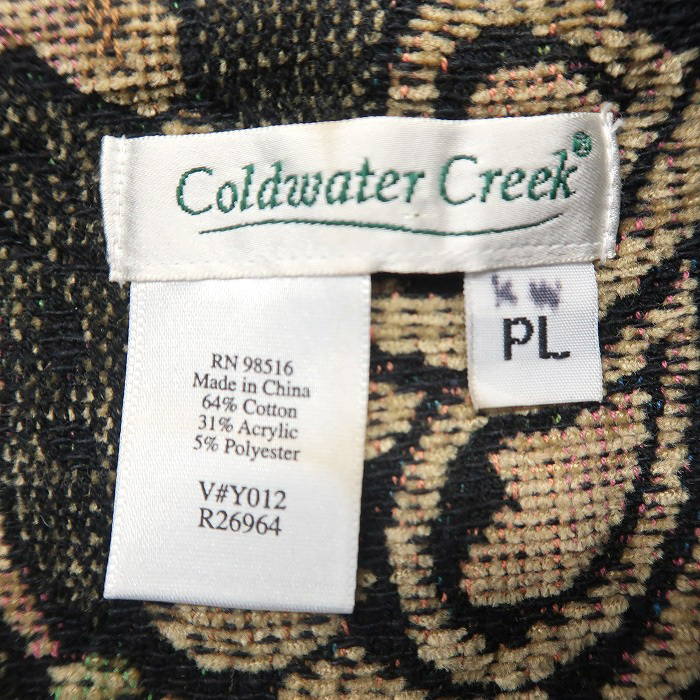 Coldwater Creek®
RN 98516
Made in China
64% Cotton
31% Acrylic
5% Polyester
V#Y012
R26964
PL